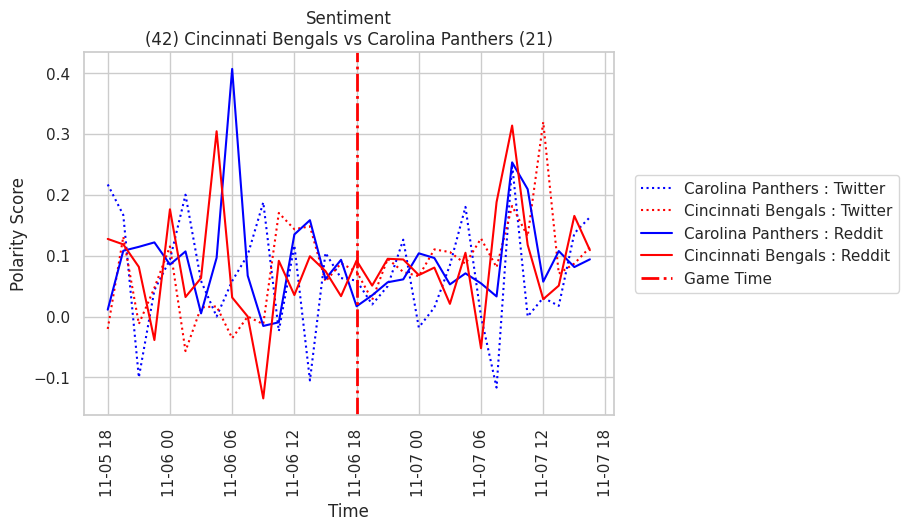 Sentiment
(42) Cincinnati Bengals vs Carolina Panthers (21)
Polarity Score
0.4
0.3
0.2
0.1
0.0
−0.1
11-05 18
11-06 00
11-06 06
11-06 12
11-06 18
11-07 00
11-07 06
11-07 12
11-07 18
Time
Carolina Panthers : Twitter
Cincinnati Bengals : Twitter
Carolina Panthers : Reddit
Cincinnati Bengals : Reddit
Game Time